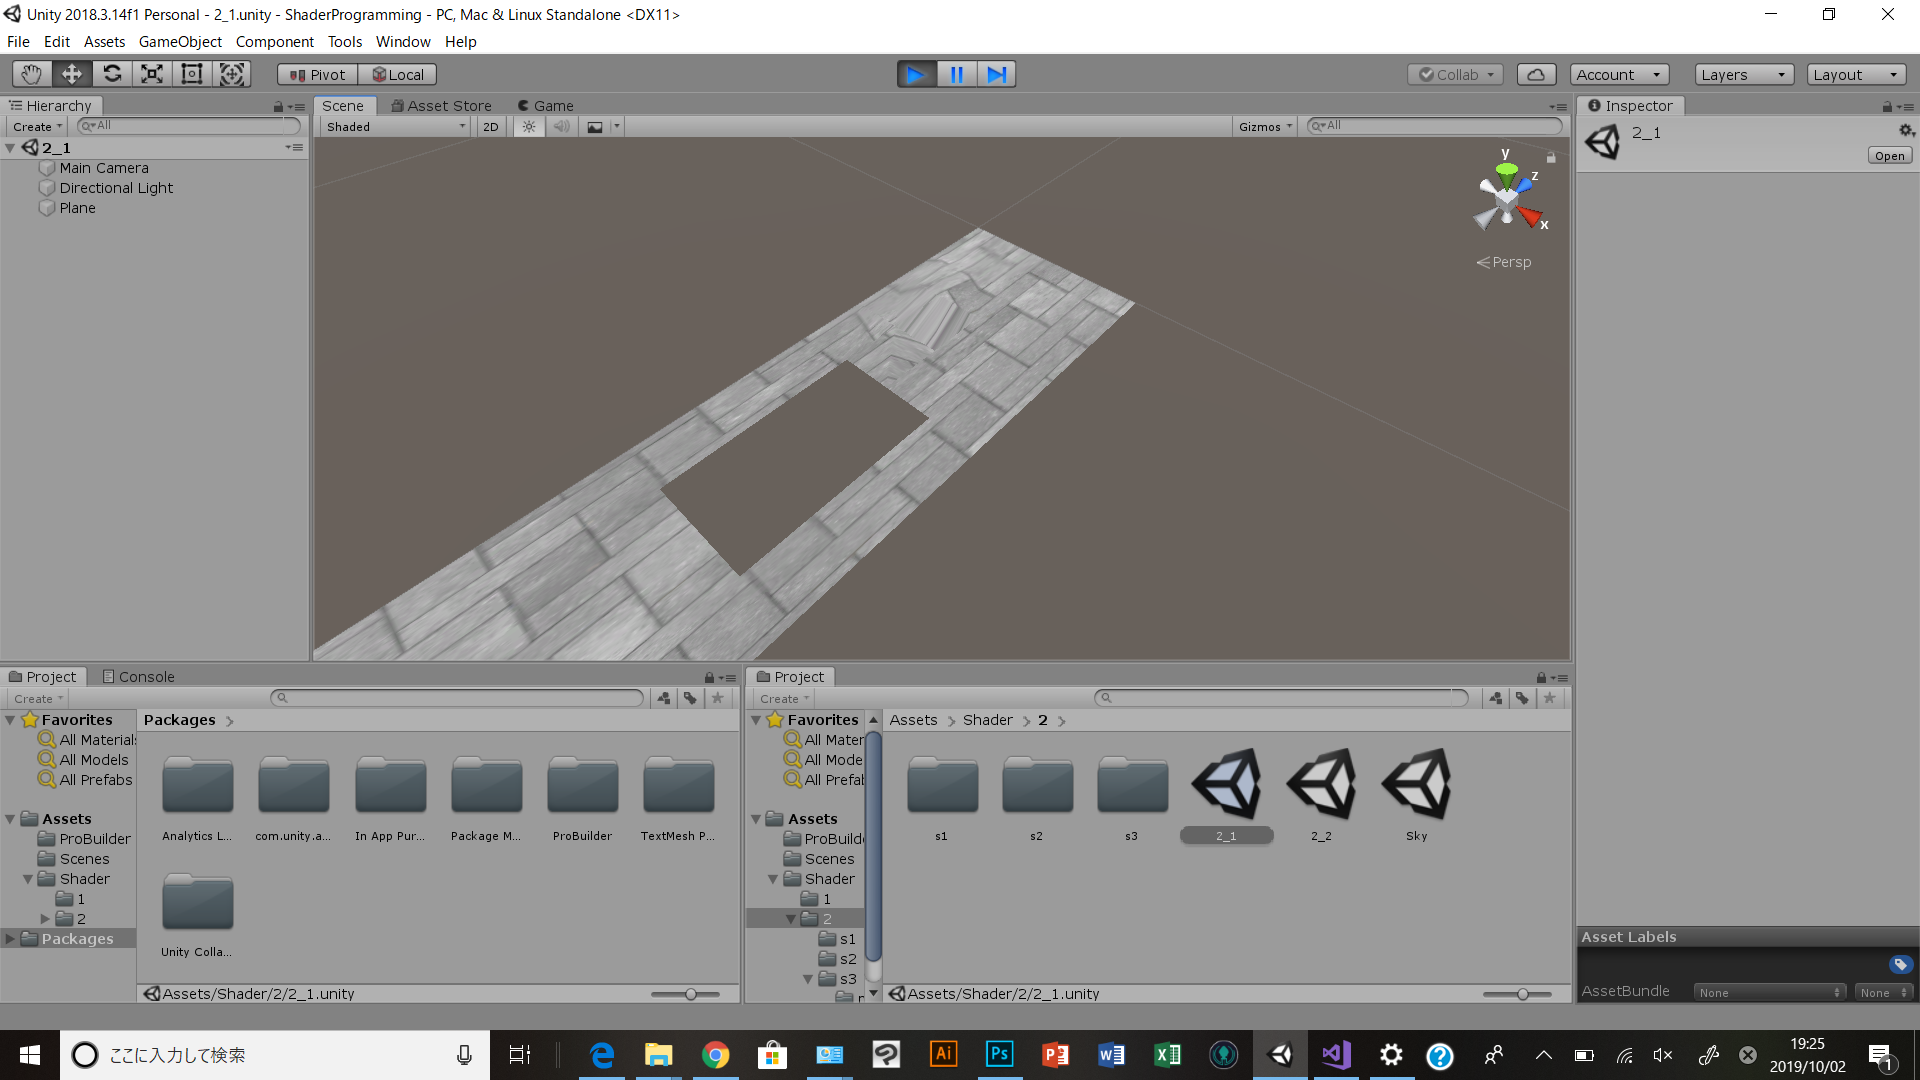 Unity 2018.3.14f1 Personal - 2_1.unity - ShaderProgramming - PC, Mac & Linux Standalone <DX11>
File Edit Assets GameObject Component Tools Window Help
Pivot Local Collab Account Layers Layout
Hierarchy
Create All
2_1
Main Camera
Directional Light
Plane
Scene Asset Store Game
Shaded 2D Gizmos All
y
z
x
Persp
Inspector
2_1
Open
Project Console
Create
Favorites
All Materials
All Models
All Prefabs
Assets
ProBuilder
Scenes
Shader
1
2
Packages
Packages
Analytics L... com.unity.a... In App Pur... Package M... ProBuilder TextMesh P...
Unity Colla...
Assets/Shader/2/2_1.unity
Project
Create
Favorites
All Mater
All Mode
All Prefab
Assets
ProBuilde
Scenes
Shader
1
2
s1
s2
s3
Assets Shader 2
s1 s2 s3 2_1 2_2 Sky
Assets/Shader/2/2_1.unity
Asset Labels
AssetBundle None None
ここに入力して検索
Ai Ps
19:25
2019/10/02
1